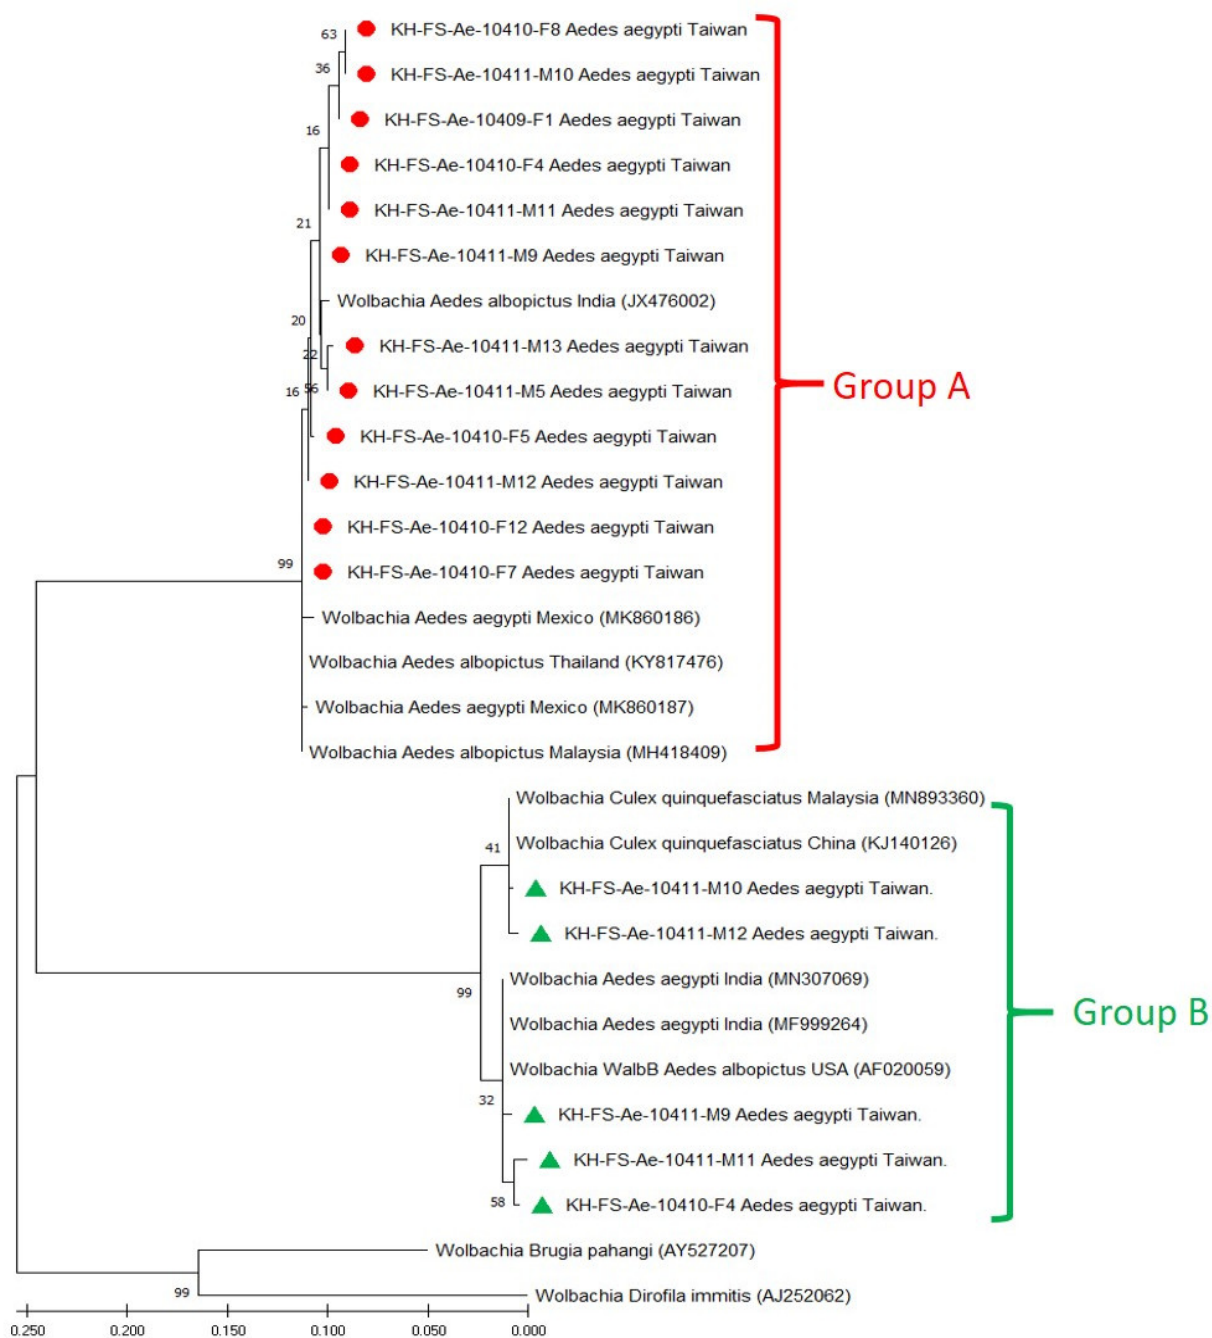 63
KH-FS-Ae-10410-F8 Aedes aegypti Taiwan
36
KH-FS-Ae-10411-M10 Aedes aegypti Taiwan
KH-FS-Ae-10409-F1 Aedes aegypti Taiwan
16
KH-FS-Ae-10410-F4 Aedes aegypti Taiwan
KH-FS-Ae-10411-M11 Aedes aegypti Taiwan
21
KH-FS-Ae-10411-M9 Aedes aegypti Taiwan
Wolbachia Aedes albopictus India (JX476002)
20
KH-FS-Ae-10411-M13 Aedes aegypti Taiwan
22
Group A
16 56
KH-FS-Ae-10411-M5 Aedes aegypti Taiwan
KH-FS-Ae-10410-F5 Aedes aegypti Taiwan
KH-FS-Ae-10411-M12 Aedes aegypti Taiwan
KH-FS-Ae-10410-F12 Aedes aegypti Taiwan
99
KH-FS-Ae-10410-F7 Aedes aegypti Taiwan
Wolbachia Aedes aegypti Mexico (MK860186)
Wolbachia Aedes albopictus Thailand (KY817476)
Wolbachia Aedes aegypti Mexico (MK860187)
Wolbachia Aedes albopictus Malaysia (MH418409)
Wolbachia Culex quinquefasciatus Malaysia (MN893360)
41
Wolbachia Culex quinquefasciatus China (KJ140126)
KH-FS-Ae-10411-M10 Aedes aegypti Taiwan.
KH-FS-Ae-10411-M12 Aedes aegypti Taiwan.
Wolbachia Aedes aegypti India (MN307069)
99
Group B
Wolbachia Aedes aegypti India (MF999264)
Wolbachia WalbB Aedes albopictus USA (AF020059)
32
KH-FS-Ae-10411-M9 Aedes aegypti Taiwan.
KH-FS-Ae-10411-M11 Aedes aegypti Taiwan.
58
KH-FS-Ae-10410-F4 Aedes aegypti Taiwan.
Wolbachia Brugia pahangi (AY527207)
99
Wolbachia Dirofila immitis (AJ252062)
0.250 0.200 0.150 0.100 0.050 0.000